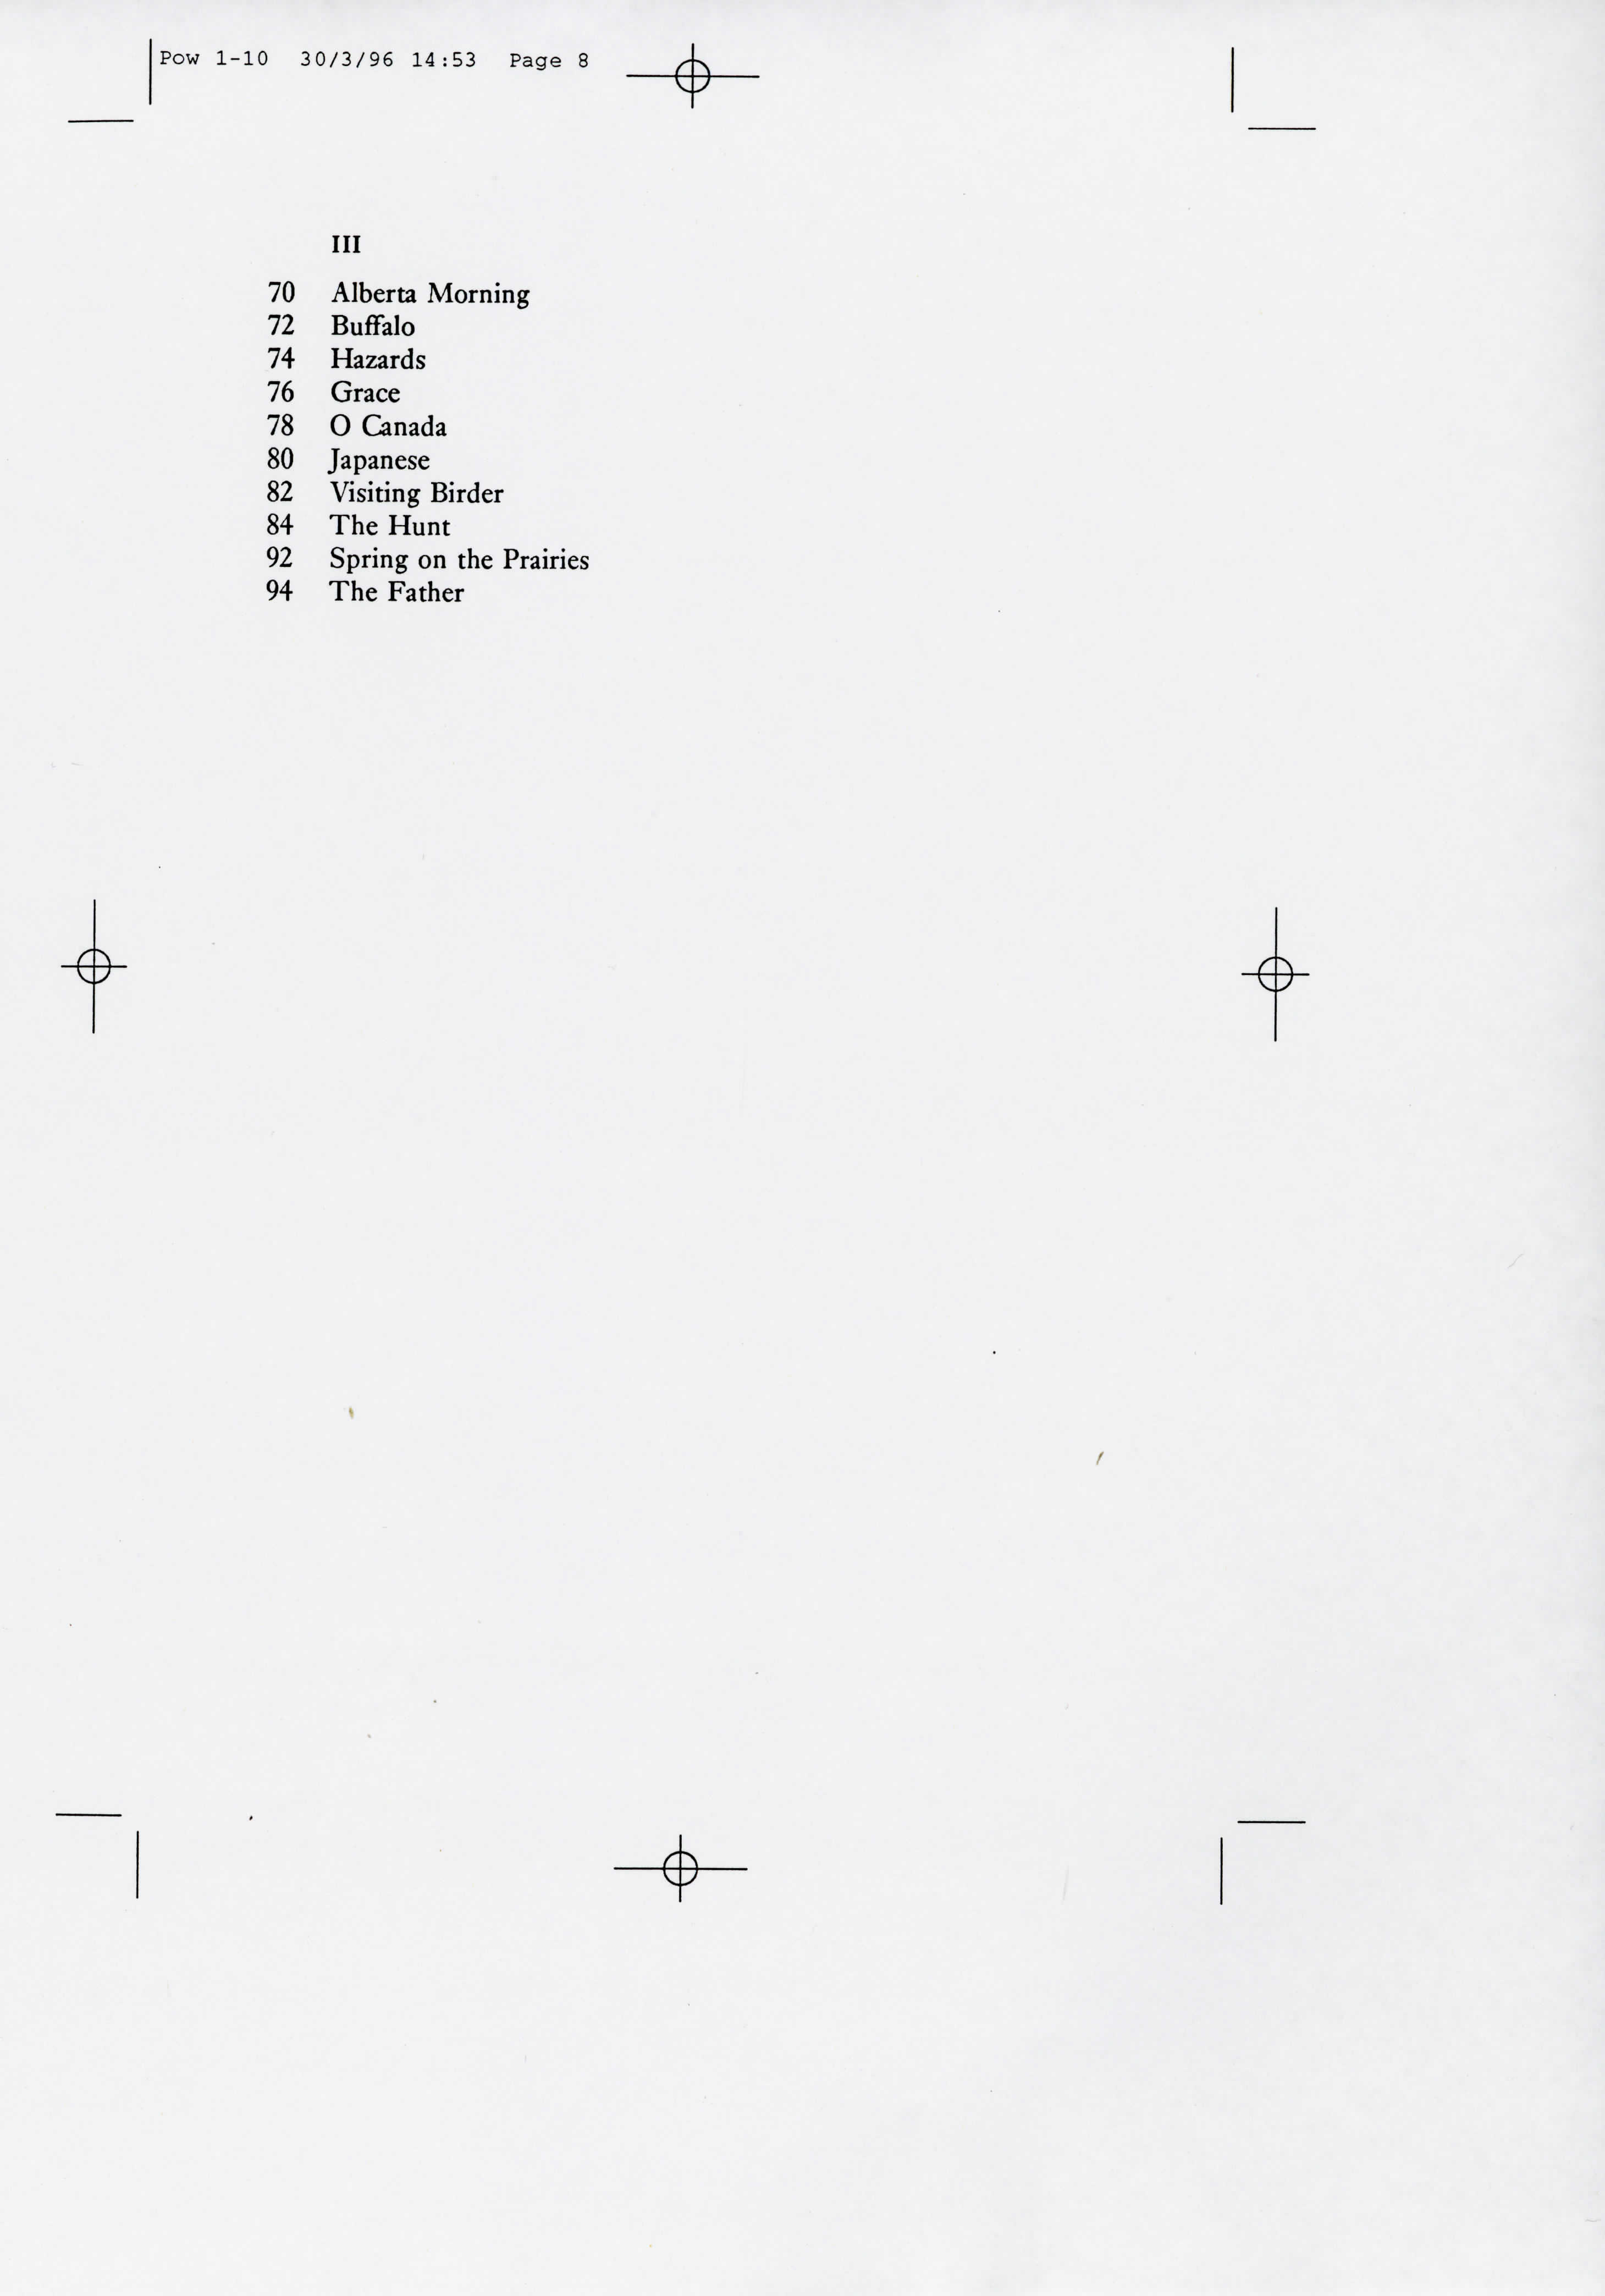 Pow 1-10 30/3/96 14:53 Page 8
III
70 Alberta Morning
72 Buffalo
74 Hazards
76 Grace
78 O Canada
80 Japanese
82 Visiting Birder
84 The Hunt
92 Spring on the Prairies
94 The Father